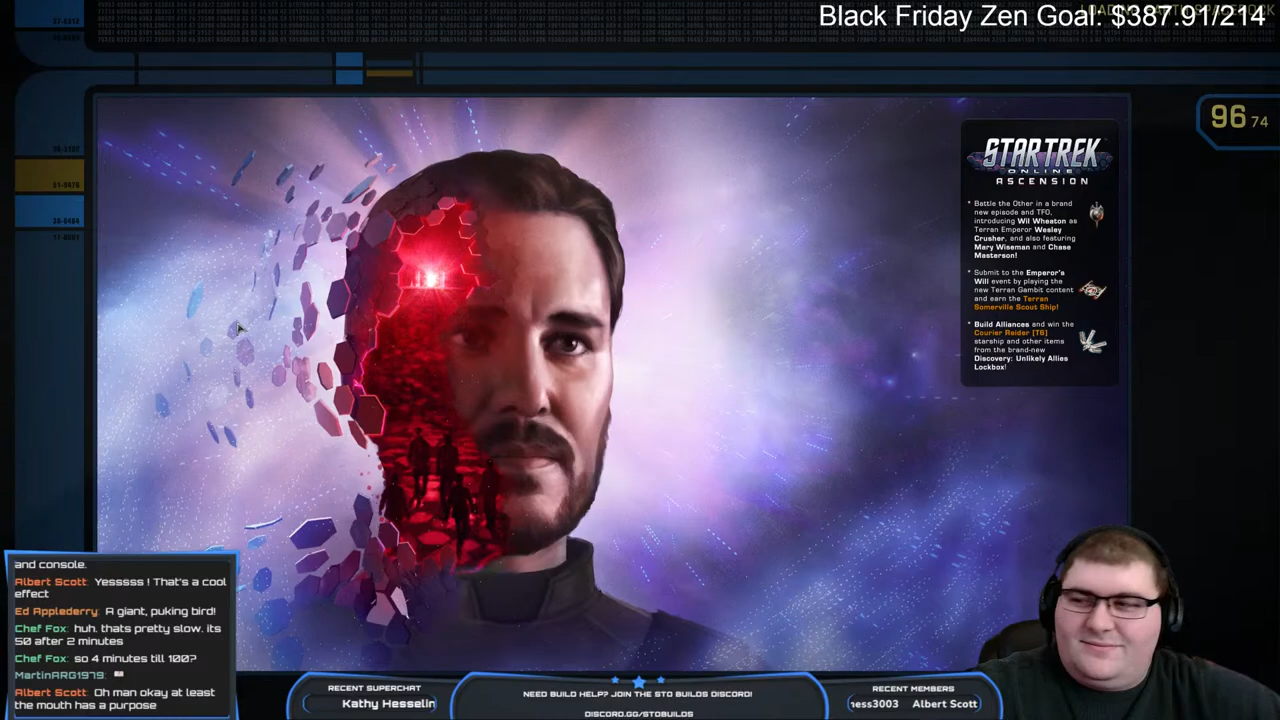 Black Friday Zen Goal: $387.91/214
96 74
STAR TREK
ONLINE
ASCENSION
• Battle the Other in a brand
new episode and TFO,
introducing Wil Wheaton as
Terran Emperor Wesley
Crusher, and also featuring
Mary Wiseman and Chase
Masterson!
• Submit to the Emperor's
Will event by playing the
new Terran Gambit content
and earn the Terran
Somerville Scout Ship!
• Build Alliances and win the
Courier Raider [T6]
starship and other items
from the brand-new
Discovery: Unlikely Allies
Lockbox!
and console.
Albert Scott: Yesssss ! That's a cool
effect
Ed Applederry: A giant, puking bird!
Chef Fox: huh. thats pretty slow. its
50 after 2 minutes
Chef Fox: so 4 minutes till 100?
MartinARG1979:
Albert Scott: Oh man okay at least
the mouth has a purpose
RECENT SUPERCHAT
Kathy Hesselin
NEED BUILD HELP? JOIN THE STO BUILDS DISCORD!
DISCORD.GG/STOBUILDS
RECENT MEMBERS
ness3003 Albert Scott